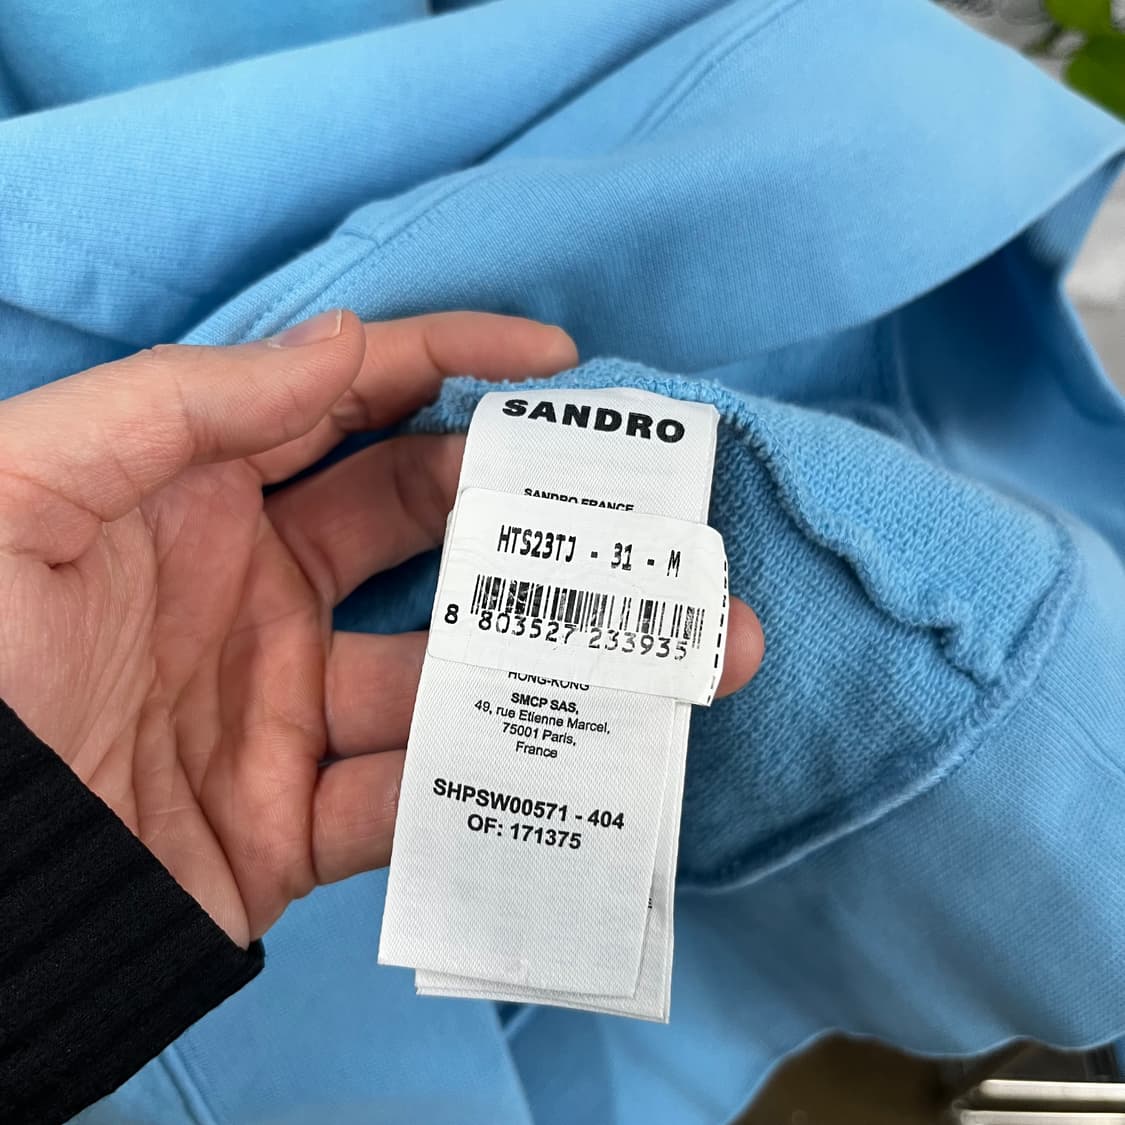 SANDRO
SANDRO FRANCE
HTS23TJ - 31 - M
8 803527 233935
HONG-KONG
SMCP SAS,
49, rue Etienne Marcel,
75001 Paris,
France
SHPSW00571 - 404
OF: 171375